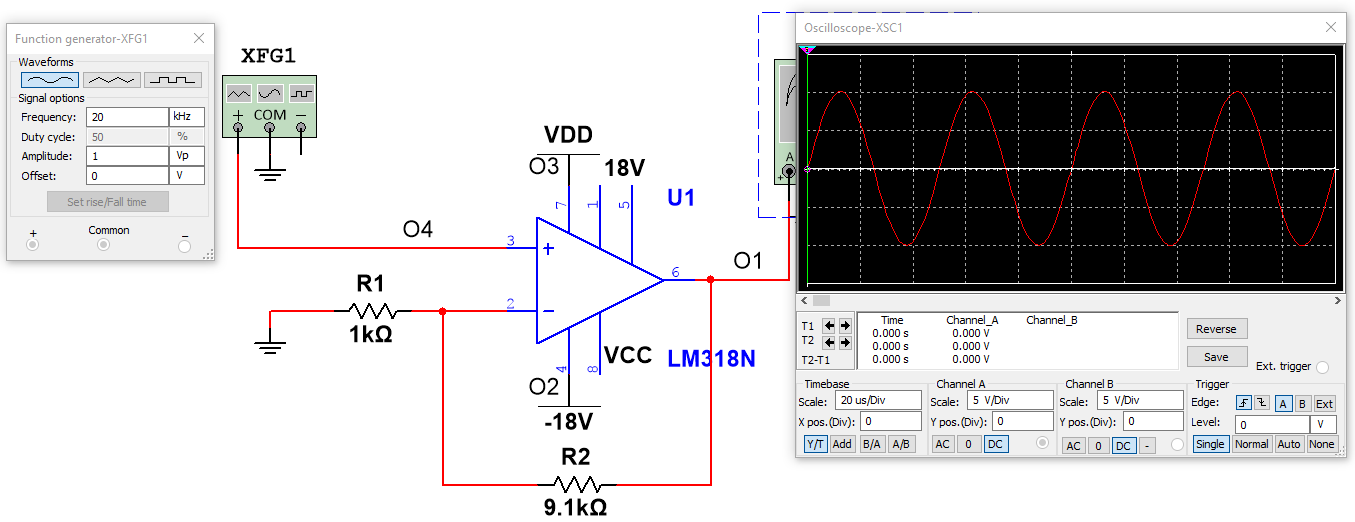 Function generator-XFG1
Waveforms
Signal options
Frequency: 20 kHz
Duty cycle: 50 %
Amplitude: 1 Vp
Offset: 0 V
Set rise/Fall time
+ Common −
XFG1
+ COM −
VDD
O3
18V
U1
7 1 5
O4
3
+
6
O1
R1
1kΩ
2
−
VCC
LM318N
4 8
O2
-18V
R2
9.1kΩ
A
+
Oscilloscope-XSC1
Time Channel_A Channel_B
T1 0.000 s 0.000 V
T2 0.000 s 0.000 V
T2-T1 0.000 s 0.000 V
Reverse
Save
Ext. trigger
Timebase
Scale: 20 us/Div
X pos.(Div): 0
Y/T Add B/A A/B
Channel A
Scale: 5 V/Div
Y pos.(Div): 0
AC 0 DC
Channel B
Scale: 5 V/Div
Y pos.(Div): 0
AC 0 DC -
Trigger
Edge: A B Ext
Level: 0 V
Single Normal Auto None